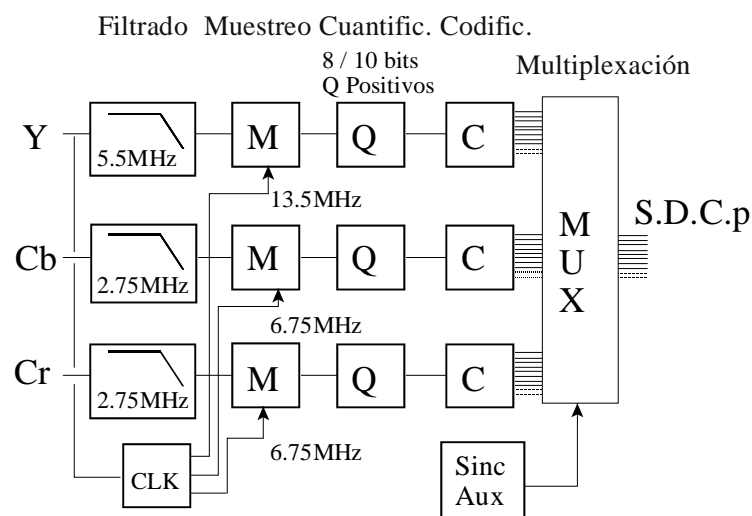 Filtrado Muestreo Cuantific. Codific.
8 / 10 bits
Q Positivos
Multiplexación
Y
5.5MHz
M
Q
C
13.5MHz
Cb
2.75MHz
M
Q
C
6.75MHz
Cr
2.75MHz
M
Q
C
6.75MHz
MUX
S.D.C.p
CLK
Sinc
Aux